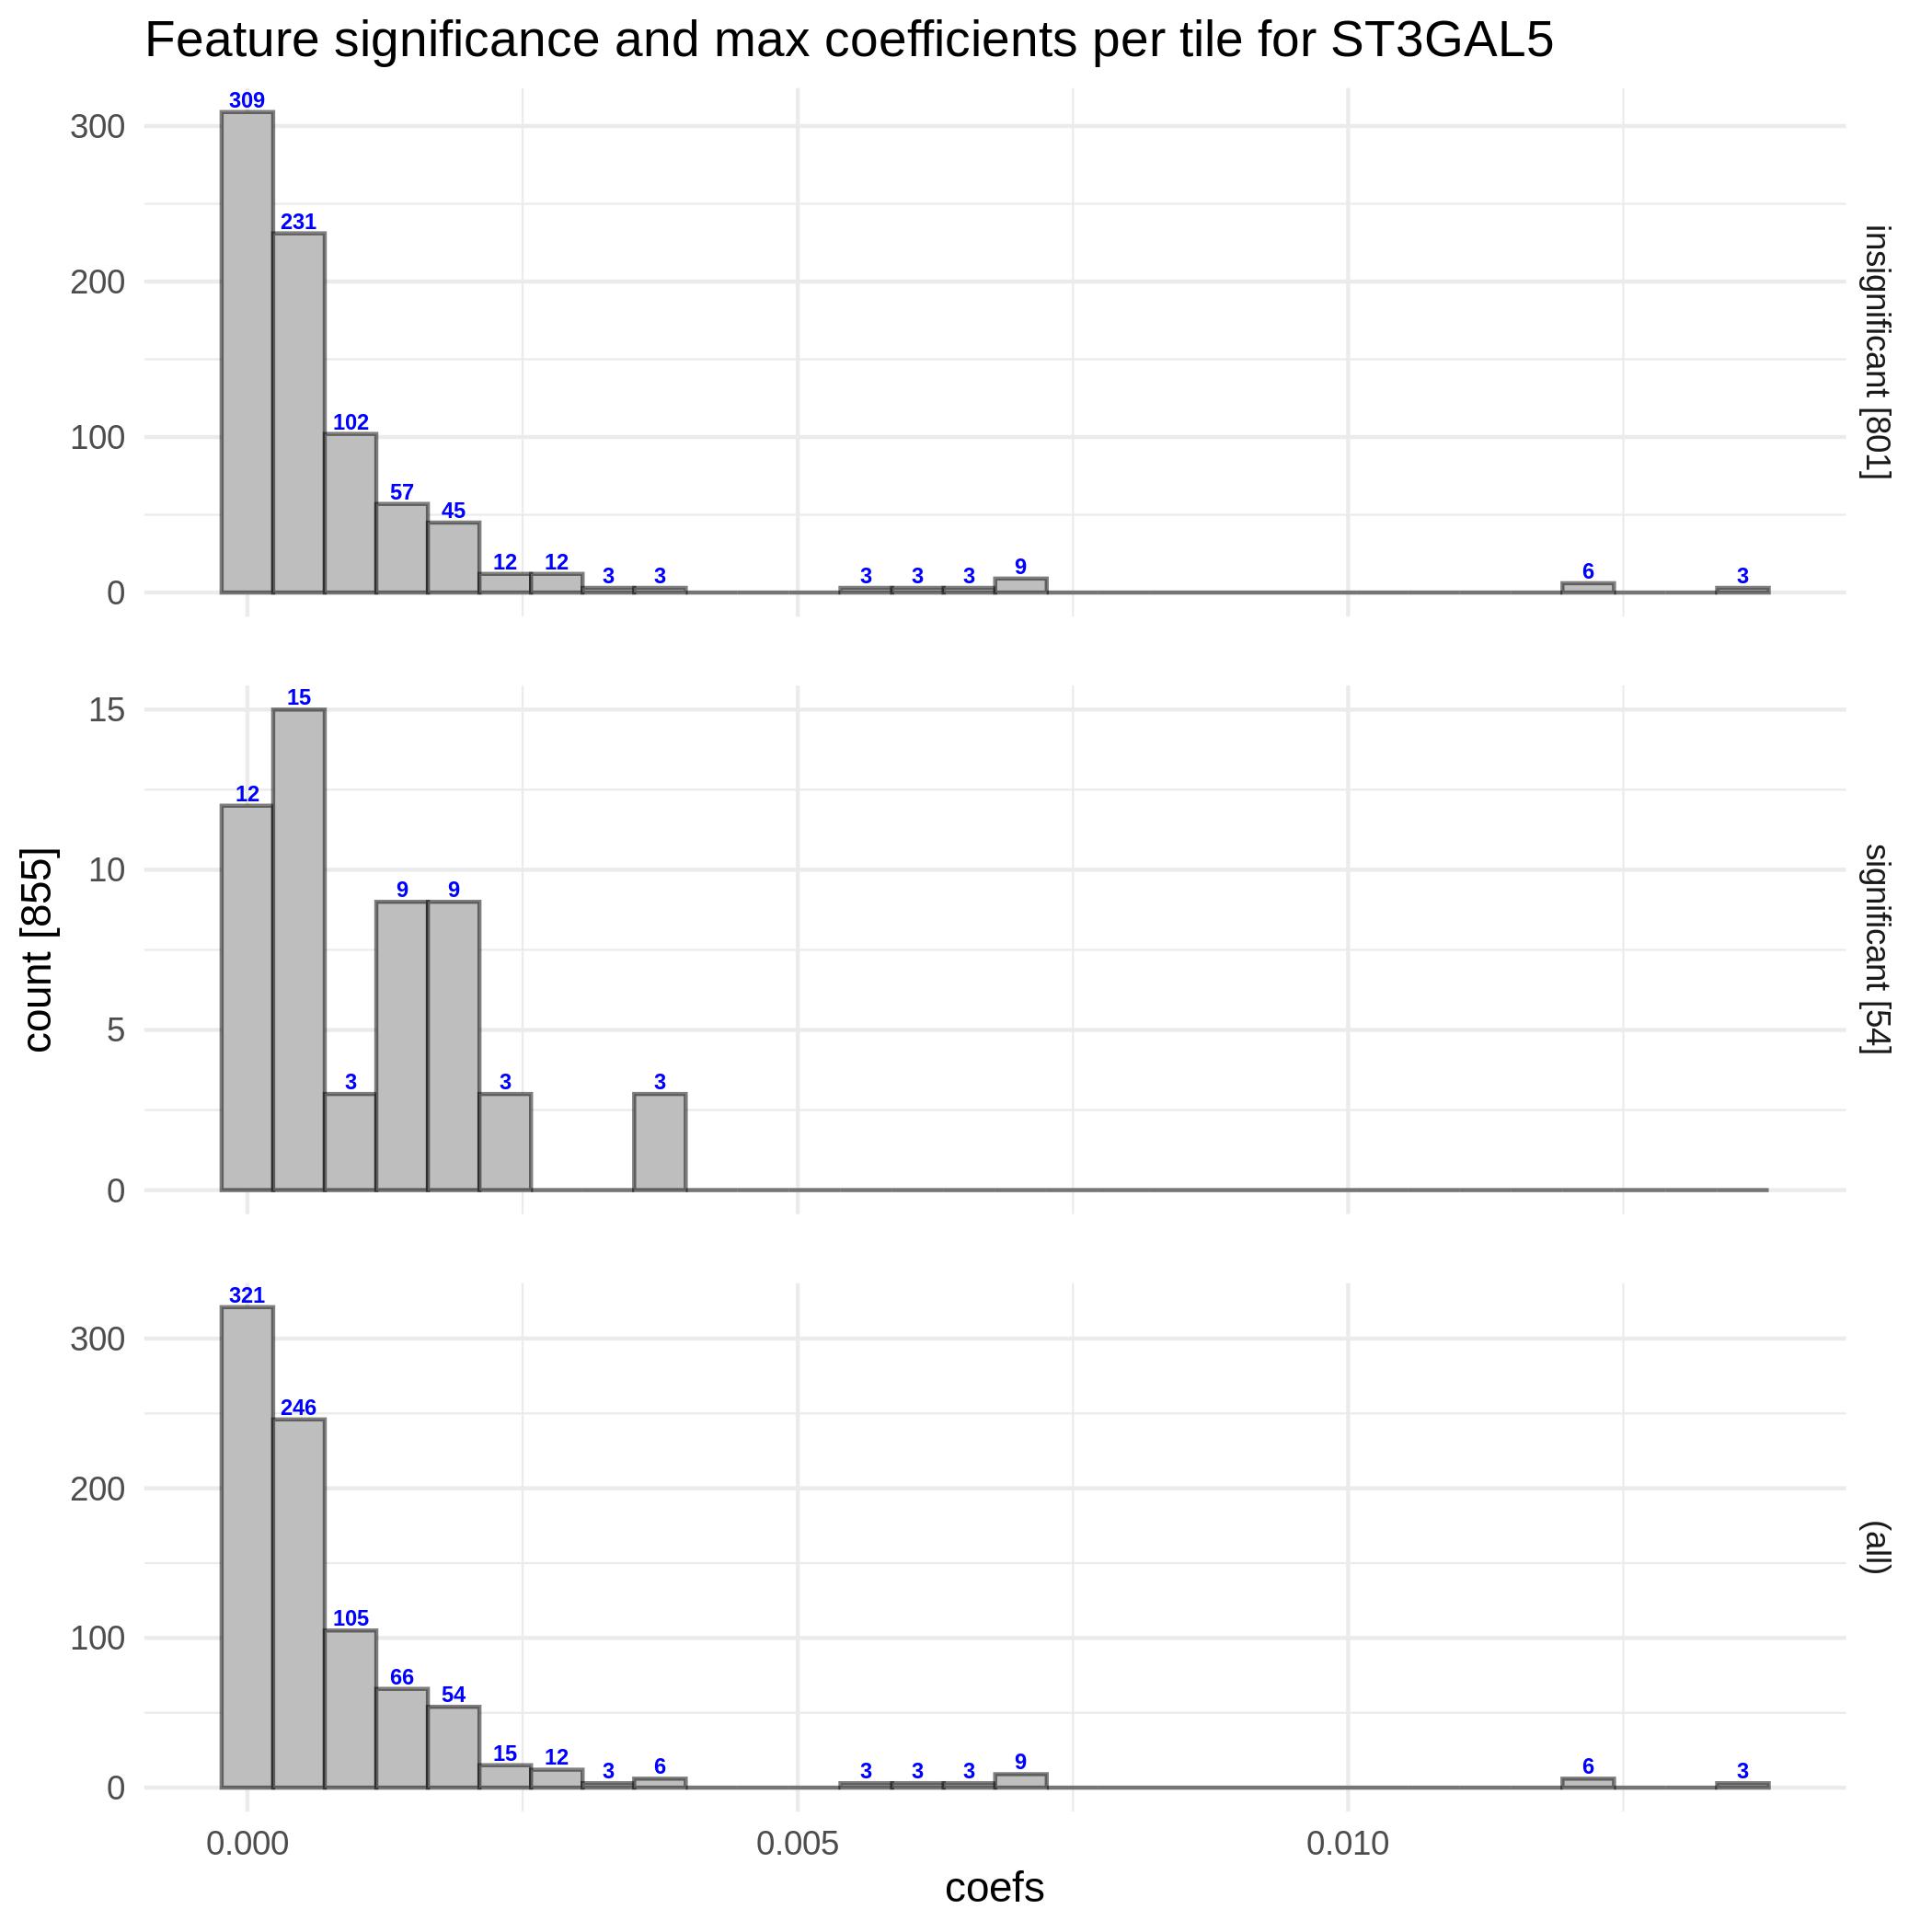 Feature significance and max coefficients per tile for ST3GAL5
309
300
231
200
102
100
57
45
12 12 3 3 3 3 3 9 6 3
0
insignificant [801]
15
15
12
10
9 9
5
3 3 3
0
significant [54]
count [855]
321
300
246
200
105
100
66
54
15 12 3 6 3 3 3 9 6 3
0
(all)
0.000 0.005 0.010
coefs